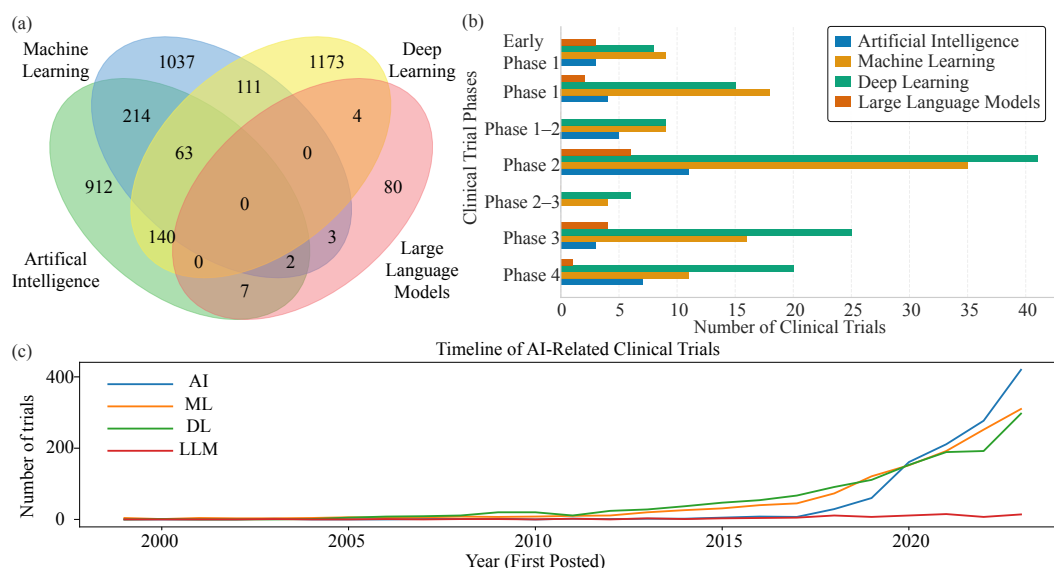 (a)
Machine
Learning
1037
1173
Deep
Learning
111
214
4
63
0
912
80
0
140
3
0
2
7
Artifical
Intelligence
Large
Language
Models
(b)
Clinical Trial Phases
Early
Phase 1
Phase 1
Phase 1–2
Phase 2
Phase 2–3
Phase 3
Phase 4
Artificial Intelligence
Machine Learning
Deep Learning
Large Language Models
0 5 10 15 20 25 30 35 40
Number of Clinical Trials
(c)
Timeline of AI-Related Clinical Trials
Number of trials
400
200
0
AI
ML
DL
LLM
2000 2005 2010 2015 2020
Year (First Posted)